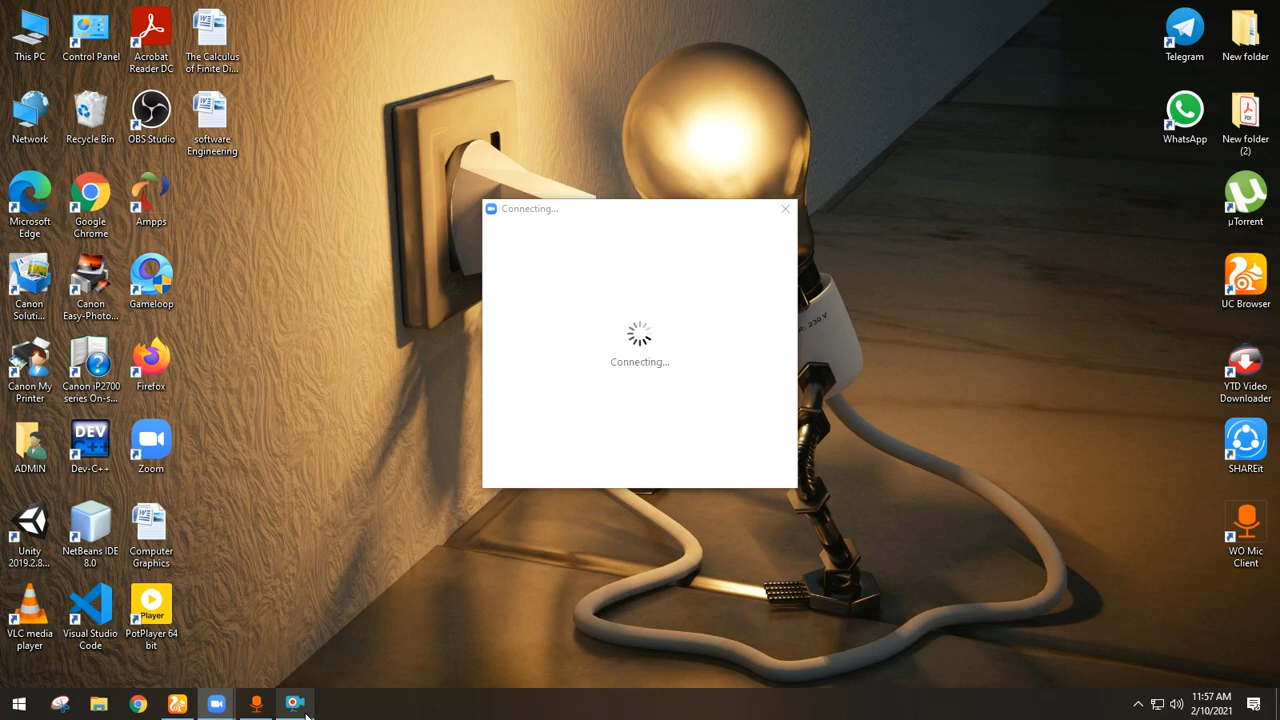 This PC
Control Panel
Acrobat
Reader DC
The Calculus
of Finite Di...
Network
Recycle Bin
OBS Studio
software
Engineering
Microsoft
Edge
Google
Chrome
Ampps
Canon
Soluti...
Canon
Easy-Photo...
Gameloop
Canon My
Printer
Canon iP2700
series On-s...
Firefox
ADMIN
DEV
Dev-C++
Zoom
Unity
2019.2.8...
NetBeans IDE
8.0
Computer
Graphics
VLC media
player
Visual Studio
Code
Player
PotPlayer 64
bit
Connecting...
Connecting...
230 V
Telegram
New folder
WhatsApp
PDF
New folder
(2)
µTorrent
UC Browser
YTD Video
Downloader
SHAREit
WO Mic
Client
11:57 AM
2/10/2021